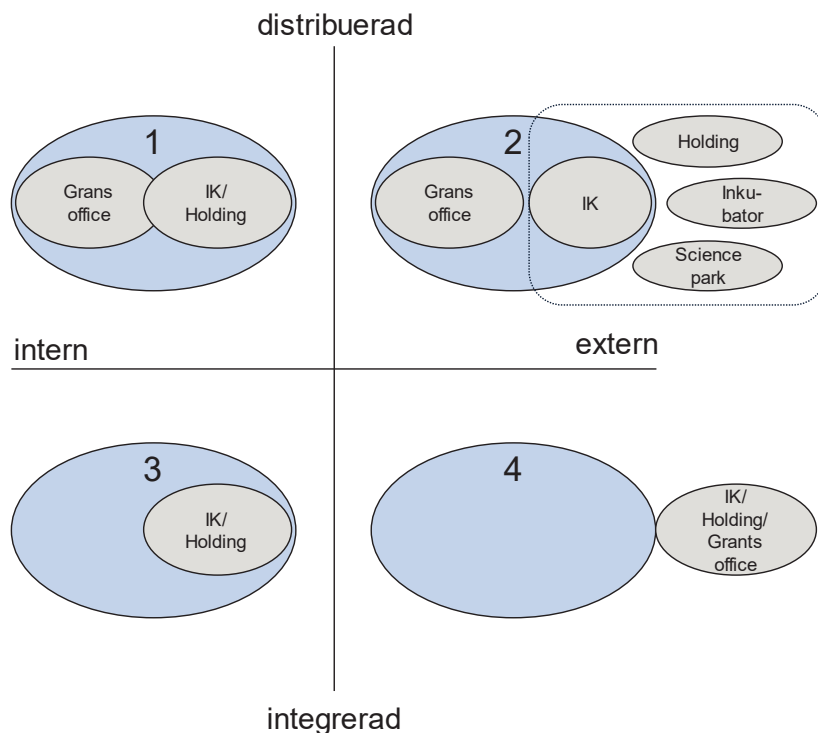 distribuerad
1
Grans
office
IK/
Holding
2
Grans
office
IK
Holding
Inku-
bator
Science
park
intern
extern
3
IK/
Holding
4
IK/
Holding/
Grants
office
integrerad